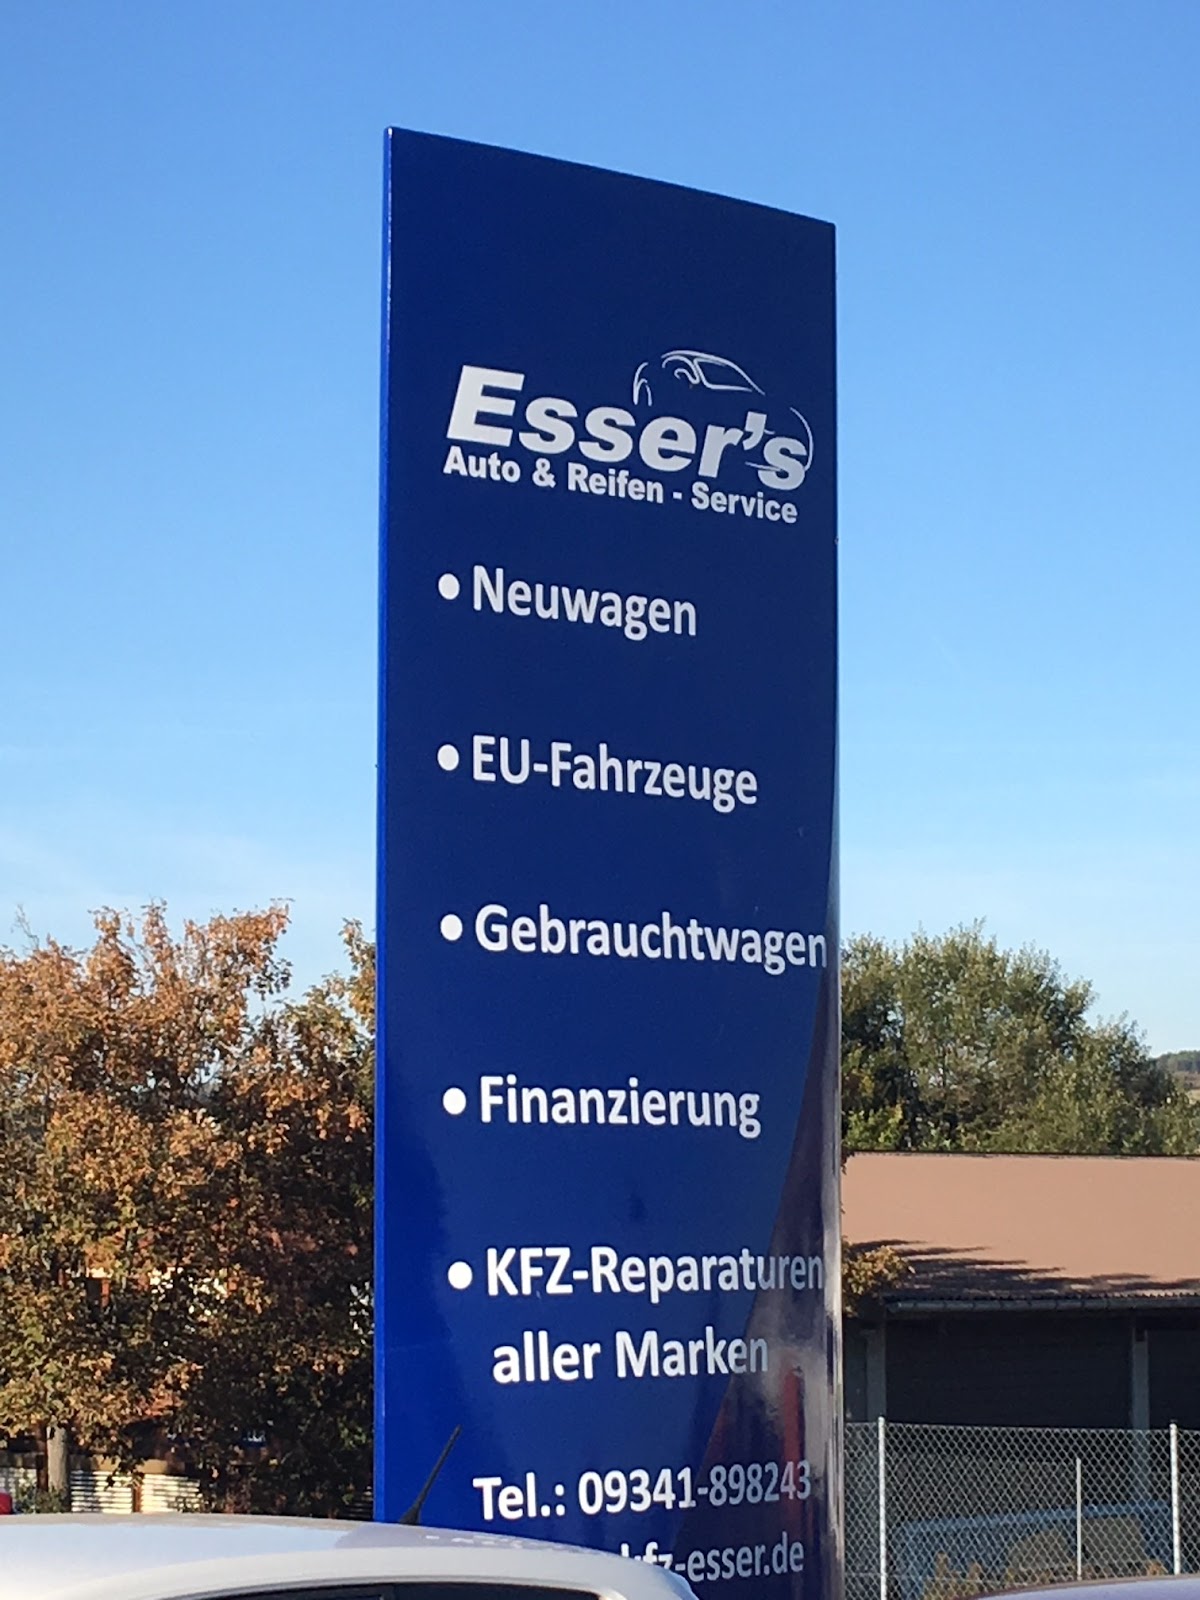 Esser's
Auto & Reifen - Service
• Neuwagen
• EU-Fahrzeuge
• Gebrauchtwagen
• Finanzierung
• KFZ-Reparaturen
aller Marken
Tel.: 09341-898243
kfz-esser.de